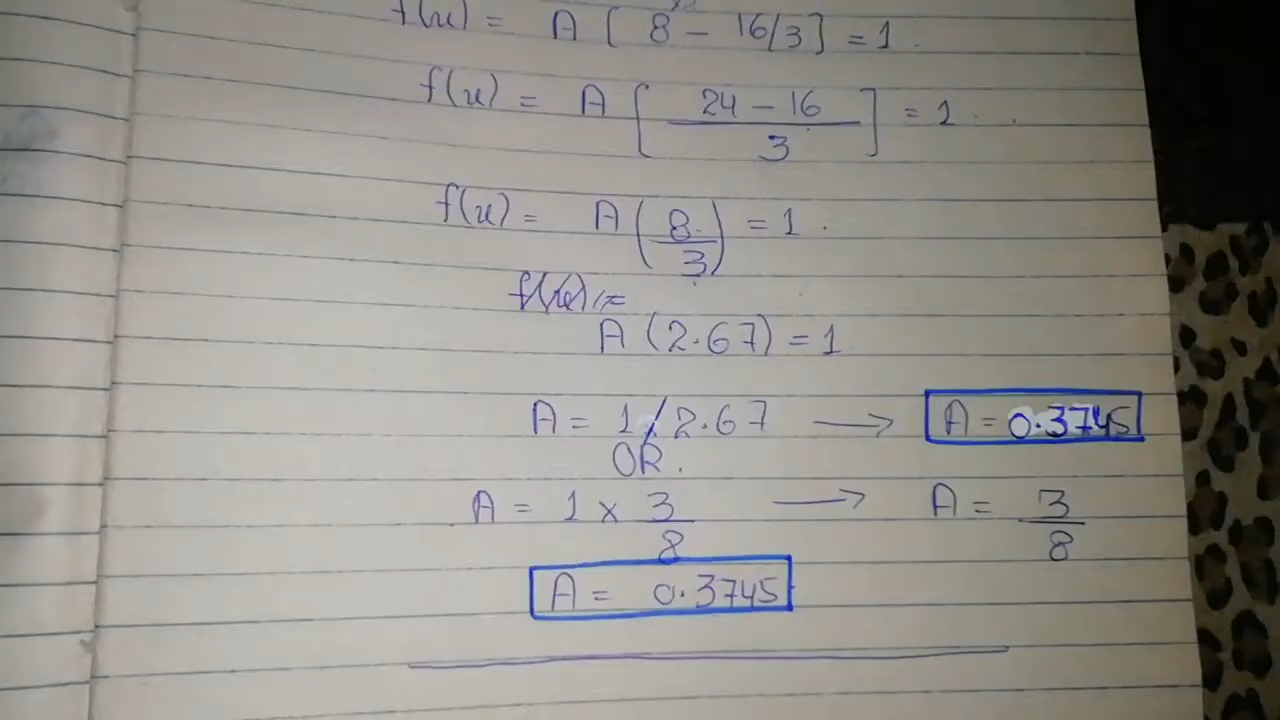 f(x) = A [ 8 - 16/3 ] = 1.
f(x) = A [ 24 - 16 / 3 ] = 1.
f(x) = A ( 8 / 3 ) = 1.
f(x) =
A (2.67) = 1
A = 1 / 2.67 → A = 0.3745
OR.
A = 1 x 3/8 → A = 3/8
A = 0.3745